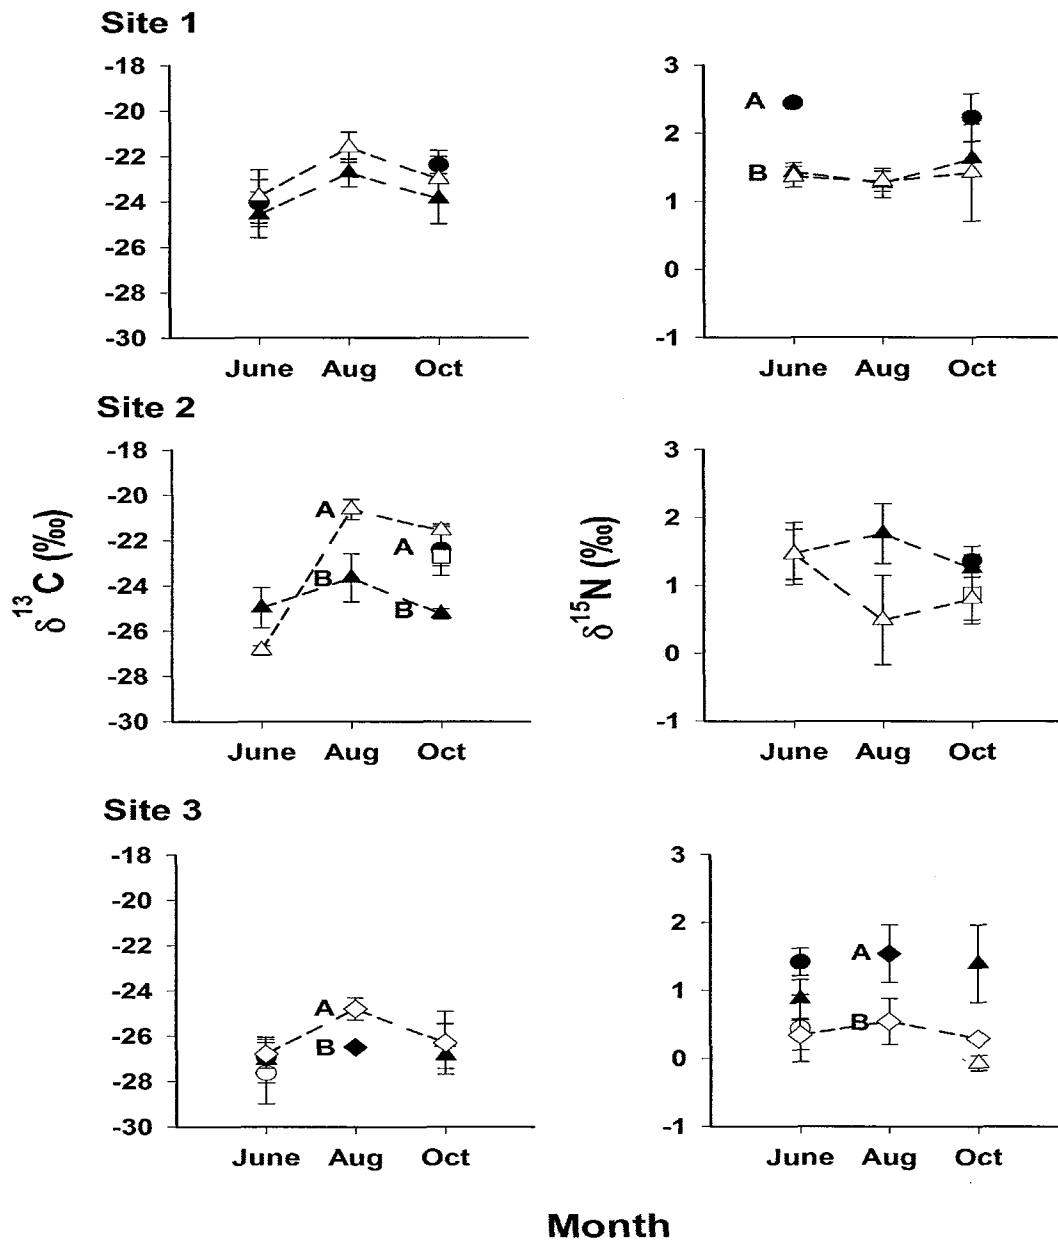 Site 1
-18
-20
-22
-24
-26
-28
-30
June Aug Oct
3
2
1
0
-1
A
B
June Aug Oct
Site 2
-18
-20
-22
-24
-26
-28
-30
A
A
B
B
June Aug Oct
3
2
1
0
-1
June Aug Oct
δ13 C (‰)
δ15N (‰)
Site 3
-18
-20
-22
-24
-26
-28
-30
A
B
June Aug Oct
3
2
1
0
-1
A
B
June Aug Oct
Month